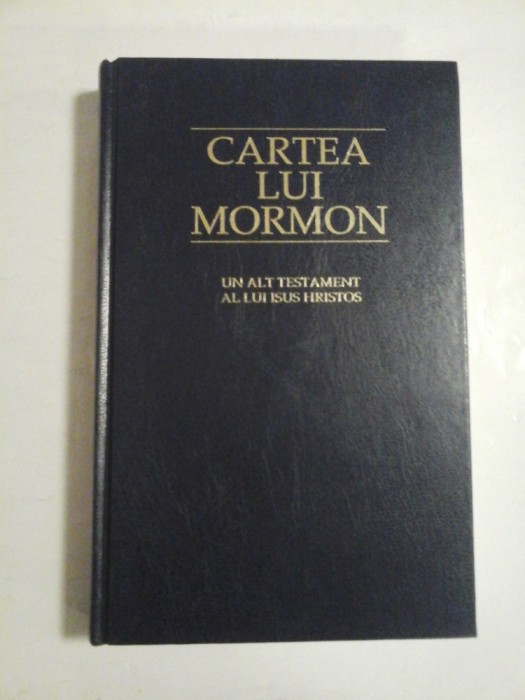 CARTEA
LUI
MORMON
UN ALT TESTAMENT
AL LUI ISUS HRISTOS